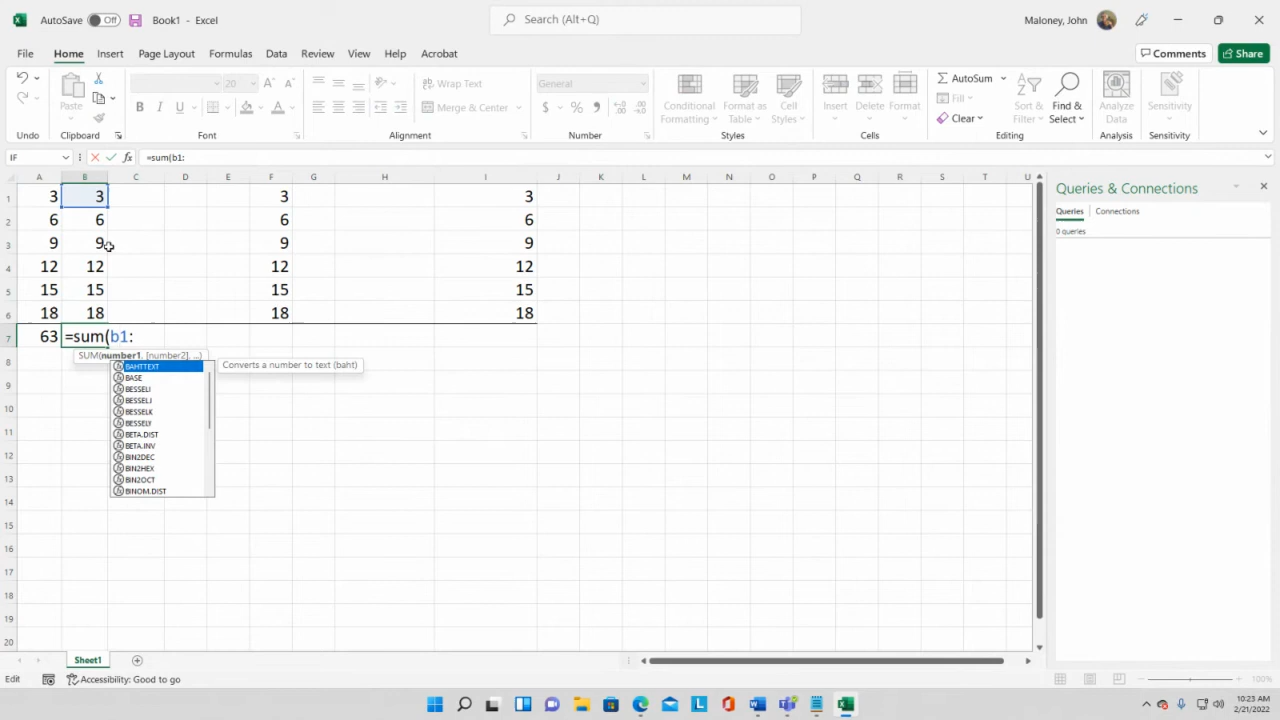 AutoSave Off Book1 - Excel Search (Alt+Q) Maloney, John
File Home Insert Page Layout Formulas Data Review View Help Acrobat Comments Share
Paste 20 A A Wrap Text General AutoSum
B I U A Merge & Center $ % Conditional Formatting Format as Table Cell Styles Insert Delete Format Fill Sort & Filter Find & Select Analyze Data Sensitivity
Clear
Undo Clipboard Font Alignment Number Styles Cells Editing Analysis Sensitivity
IF fx =sum(b1:
A B C D E F G H I J K L M N O P Q R S T U
1 3 3 3 3
2 6 6 6 6
3 9 9 9 9
4 12 12 12 12
5 15 15 15 15
6 18 18 18 18
7 63 =sum(b1:
SUM(number1, [number2], ...)
BAHTTEXT Converts a number to text (baht)
BASE
BESSELI
BESSELJ
BESSELK
BESSELY
BETA.DIST
BETA.INV
BIN2DEC
BIN2HEX
BIN2OCT
BINOM.DIST
8
9
10
11
12
13
14
15
16
17
18
19
20
Queries & Connections
Queries Connections
0 queries
Sheet1
Edit Accessibility: Good to go 100%
10:23 AM
2/21/2022